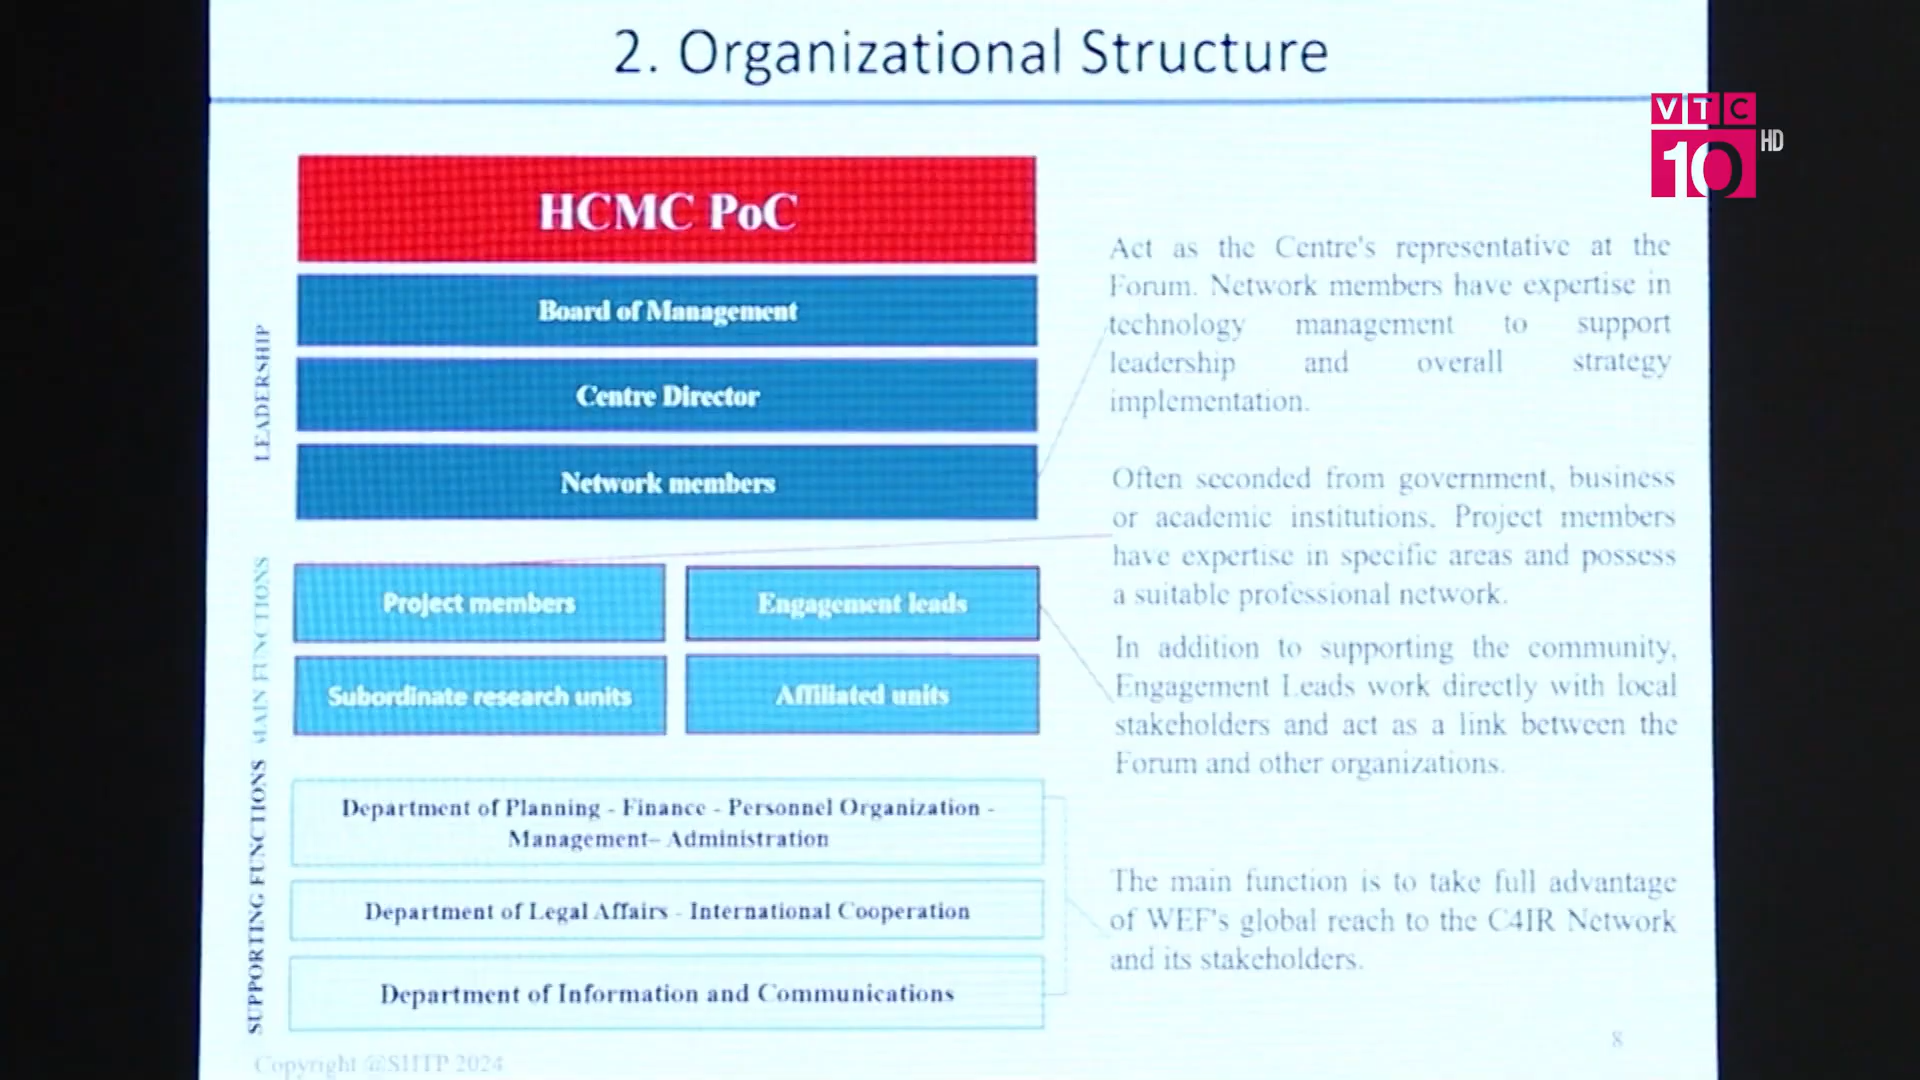 2. Organizational Structure
VTC
10 HD
HCMC PoC
LEADERSHIP
Board of Management
Centre Director
Network members
Act as the Centre's representative at the
Forum. Network members have expertise in
technology management to support
leadership and overall strategy
implementation.
MAIN FUNCTIONS
Project members
Engagement leads
Subordinate research units
Affiliated units
Often seconded from government, business
or academic institutions. Project members
have expertise in specific areas and possess
a suitable professional network.
In addition to supporting the community,
Engagement Leads work directly with local
stakeholders and act as a link between the
Forum and other organizations.
SUPPORTING FUNCTIONS
Department of Planning - Finance - Personnel Organization -
Management– Administration
Department of Legal Affairs - International Cooperation
Department of Information and Communications
The main function is to take full advantage
of WEF's global reach to the C4IR Network
and its stakeholders.
Copyright @SHTP 2024
8